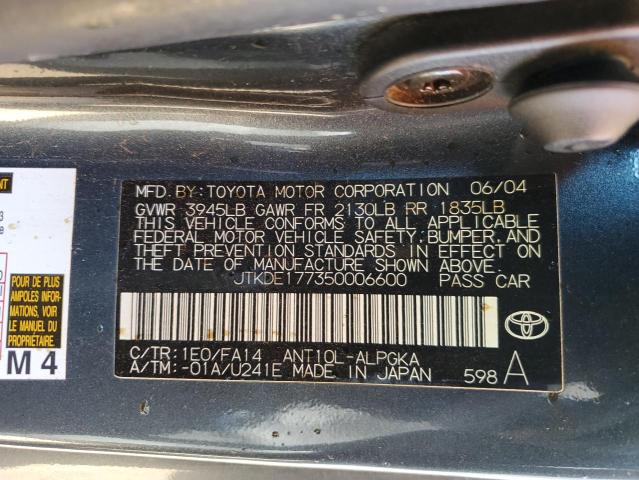 MFD. BY: TOYOTA MOTOR CORPORATION 06/04
GVWR 3945LB GAWR FR 2130LB RR 1835LB
THIS VEHICLE CONFORMS TO ALL APPLICABLE
FEDERAL MOTOR VEHICLE SAFETY, BUMPER, AND
THEFT PREVENTION STANDARDS IN EFFECT ON
THE DATE OF MANUFACTURE SHOWN ABOVE.
JTKDE177350006600 PASS CAR
C/TR: 1E0/FA14 ANT10L-ALPGKA
A/TM: -01A/U241E MADE IN JAPAN
598 A
POUR DE PLUS
AMPLES INFOR-
MATIONS,
VOIR LE
MANUEL DU
PROPRIÉTAIRE
M 4